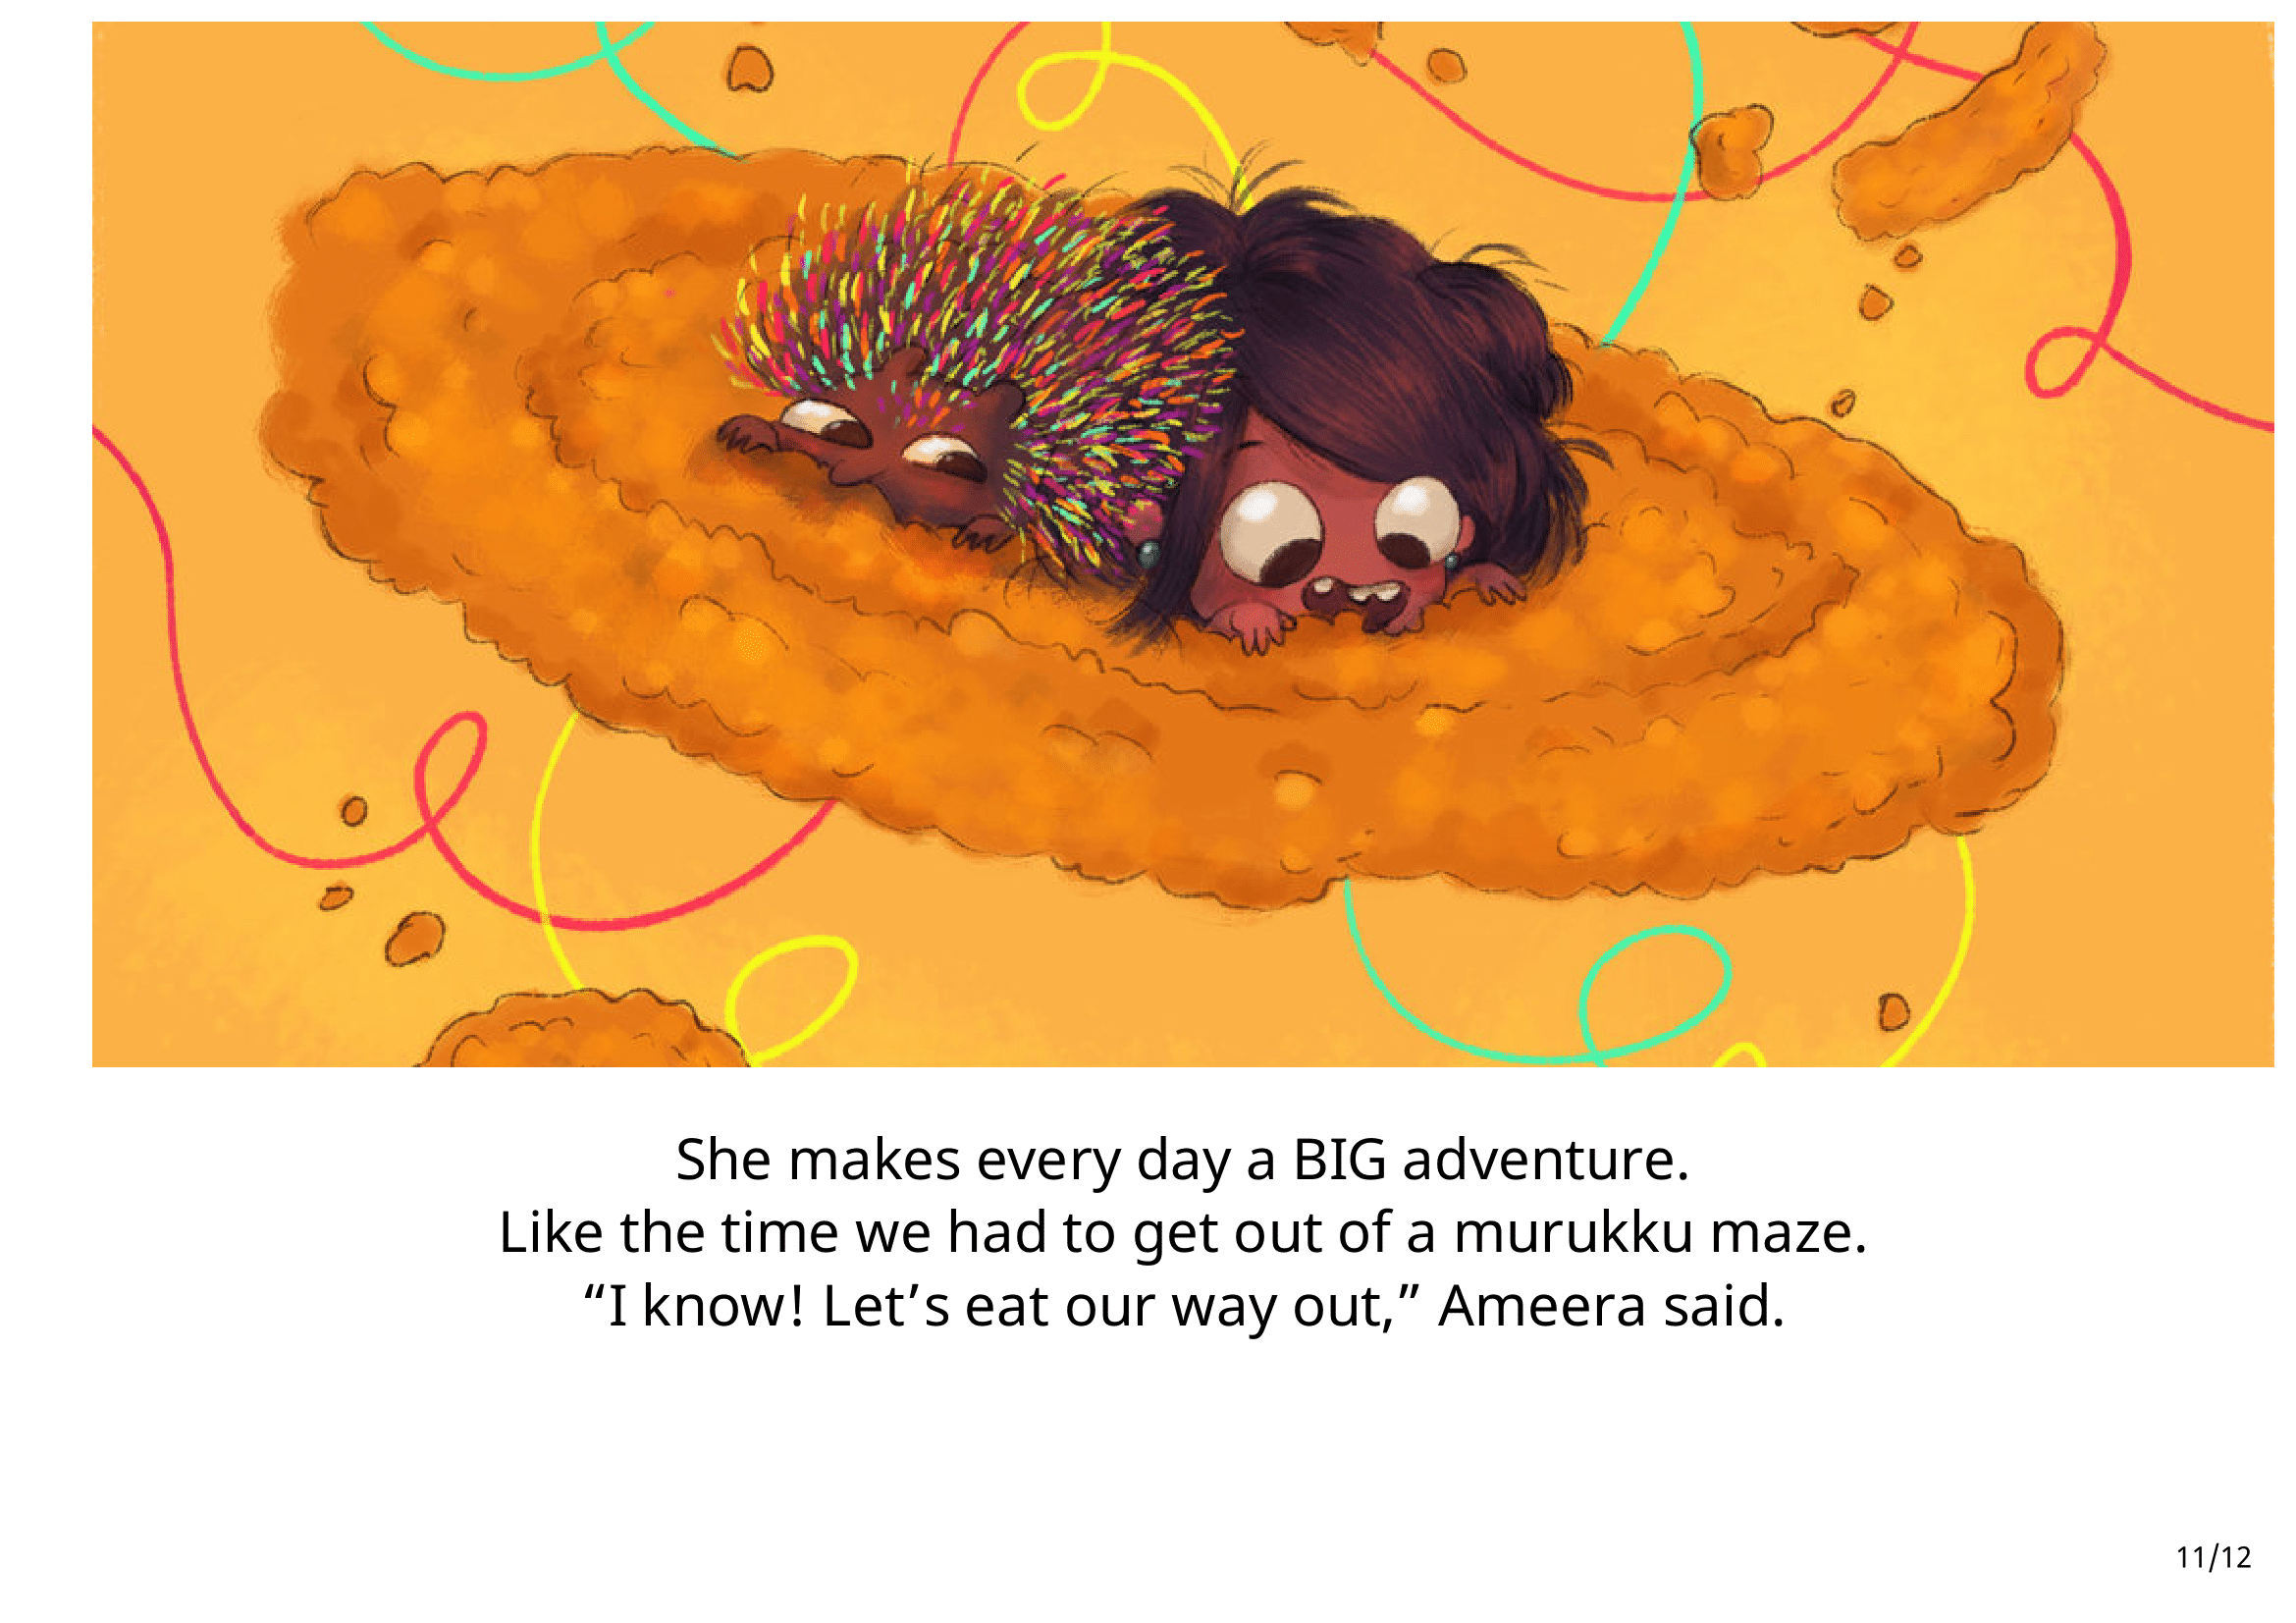 She makes every day a BIG adventure.
Like the time we had to get out of a murukku maze.
“I know! Let’s eat our way out,” Ameera said.
11/12